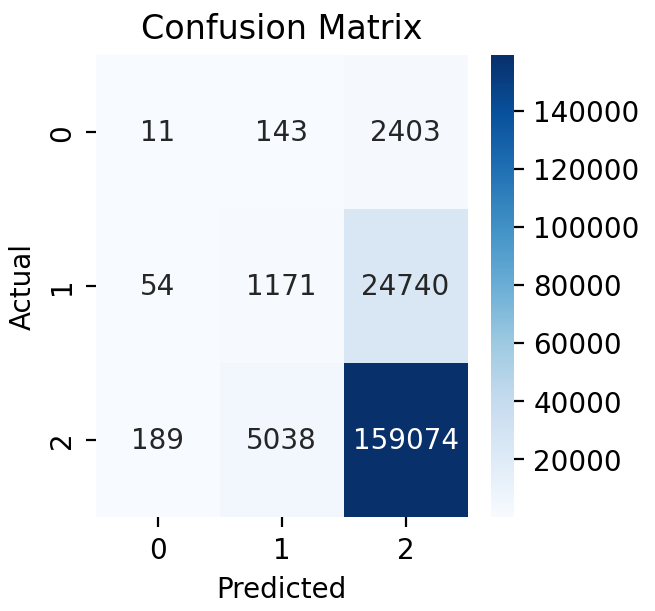 Confusion Matrix
0 11 143 2403
1 54 1171 24740
2 189 5038 159074
0 1 2
Actual
Predicted
140000
120000
100000
80000
60000
40000
20000